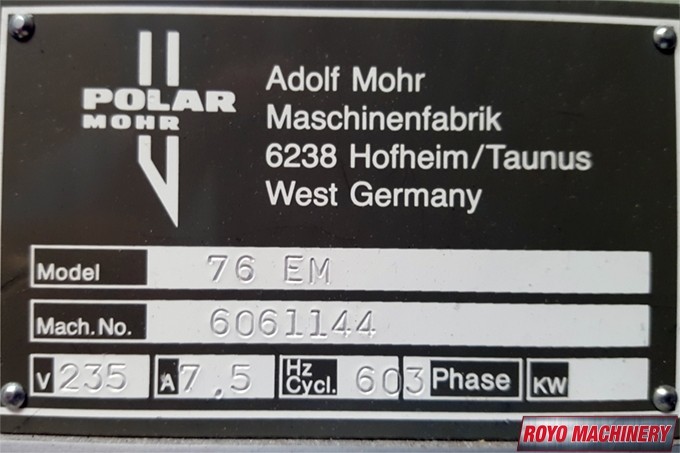 POLAR
MOHR
Adolf Mohr
Maschinenfabrik
6238 Hofheim/Taunus
West Germany
Model 76 EM
Mach.No. 6061144
V 235 A 7,5 Hz Cycl. 603 Phase KW
ROYO MACHINERY